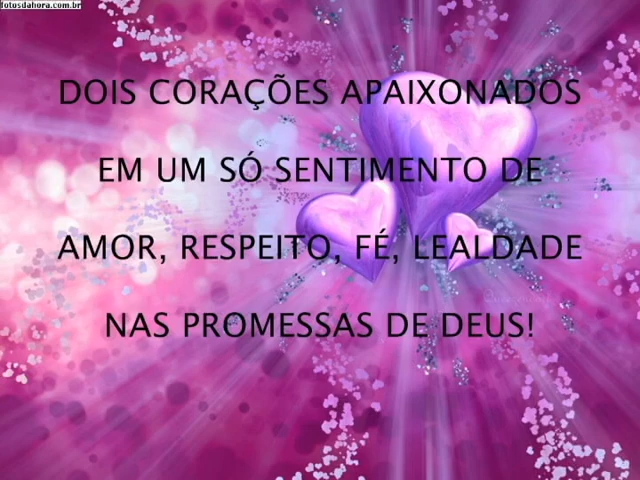 fotosdahora.com.br
DOIS CORAÇÕES APAIXONADOS
EM UM SÓ SENTIMENTO DE
AMOR, RESPEITO, FÉ, LEALDADE
NAS PROMESSAS DE DEUS!